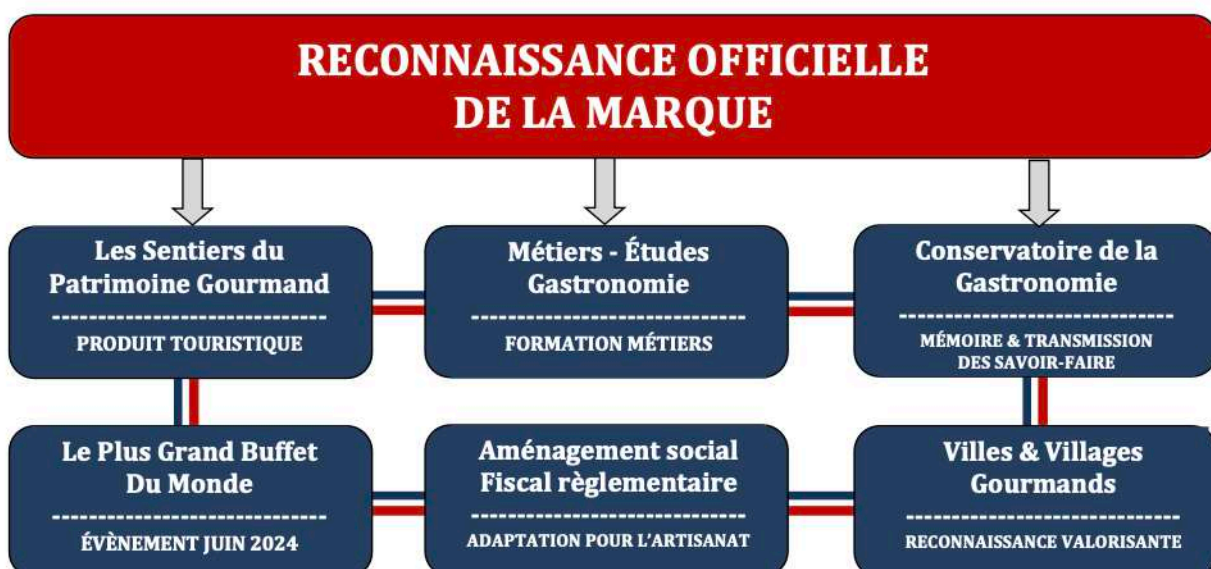 RECONNAISSANCE OFFICIELLE
DE LA MARQUE
Les Sentiers du
Patrimoine Gourmand
------------------------------
PRODUIT TOURISTIQUE
Métiers - Études
Gastronomie
------------------------------
FORMATION MÉTIERS
Conservatoire de la
Gastronomie
------------------------------
MÉMOIRE & TRANSMISSION
DES SAVOIR-FAIRE
Le Plus Grand Buffet
Du Monde
------------------------------
ÉVÈNEMENT JUIN 2024
Aménagement social
Fiscal règlementaire
------------------------------
ADAPTATION POUR L'ARTISANAT
Villes & Villages
Gourmands
------------------------------
RECONNAISSANCE VALORISANTE